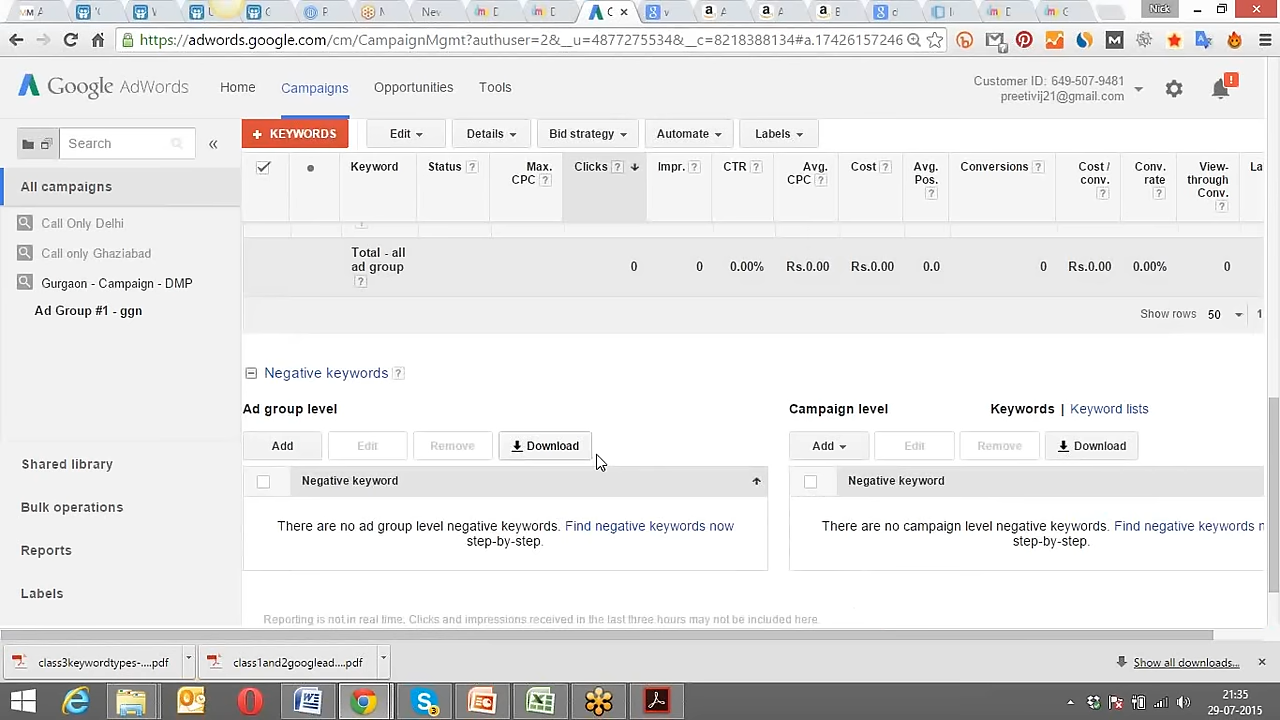 Nick
https://adwords.google.com/cm/CampaignMgmt?authuser=2&__u=4877275534&__c=8218388134#a.17426157246
Google AdWords
Home
Campaigns
Opportunities
Tools
Customer ID: 649-507-9481
preetivij21@gmail.com
Search
+ KEYWORDS
Edit
Details
Bid strategy
Automate
Labels
Keyword
Status ?
Max. CPC ?
Clicks ?
Impr. ?
CTR ?
Avg. CPC ?
Cost ?
Avg. Pos. ?
Conversions ?
Cost / conv. ?
Conv. rate ?
View-through Conv. ?
La
All campaigns
Call Only Delhi
Call only Ghaziabad
Gurgaon - Campaign - DMP
Ad Group #1 - ggn
Shared library
Bulk operations
Reports
Labels
Total - all ad group ?
0
0
0.00%
Rs.0.00
Rs.0.00
0.0
0
Rs.0.00
0.00%
0
Show rows 50
1
Negative keywords ?
Ad group level
Add
Edit
Remove
Download
Negative keyword
There are no ad group level negative keywords. Find negative keywords now
step-by-step.
Campaign level
Keywords | Keyword lists
Add
Edit
Remove
Download
Negative keyword
There are no campaign level negative keywords. Find negative keywords n
step-by-step.
Reporting is not in real time. Clicks and impressions received in the last three hours may not be included here
class3keywordtypes-....pdf
class1and2googlead....pdf
Show all downloads...
21:35
29-07-2015